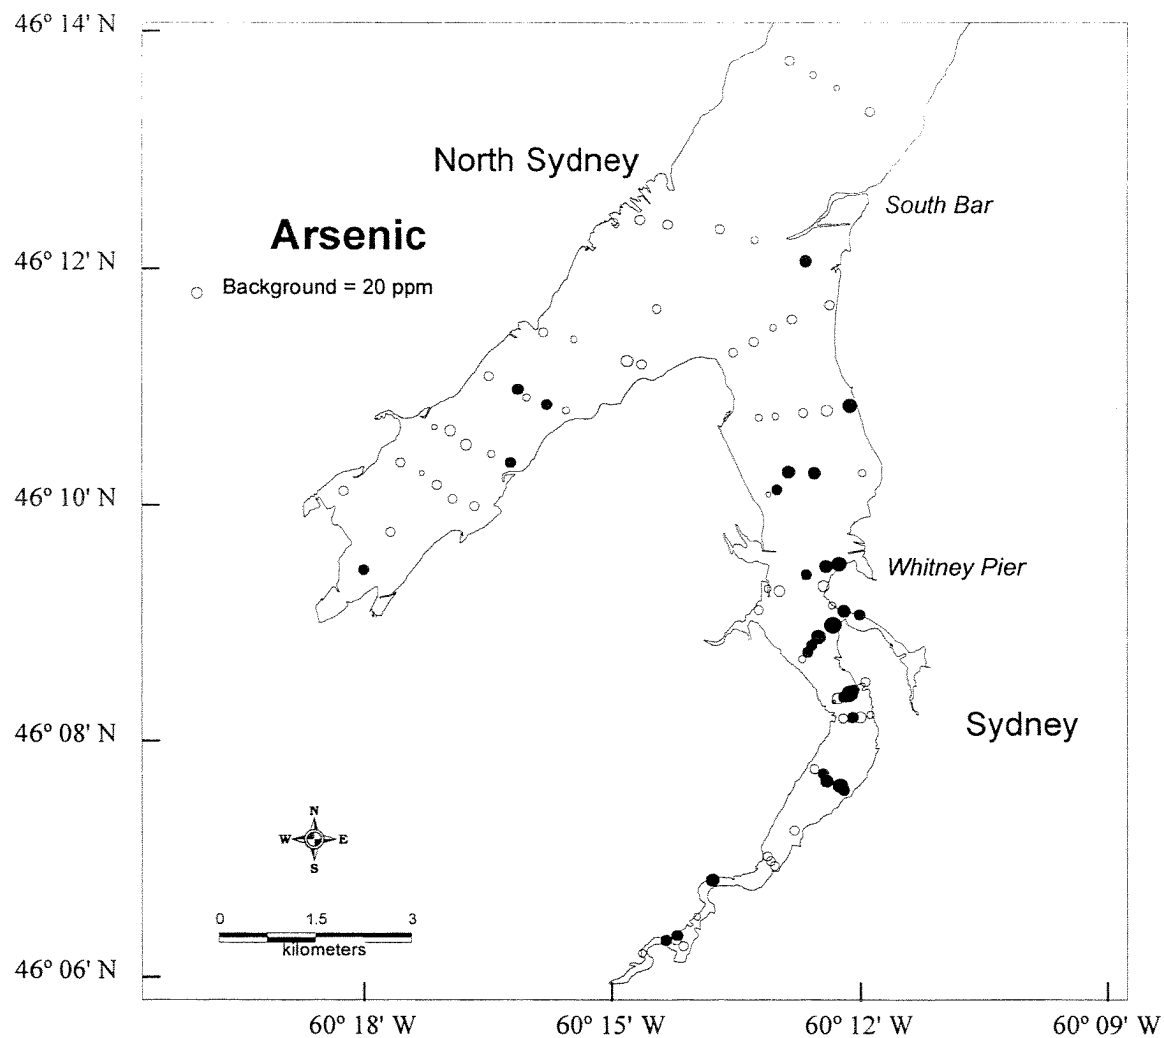 46° 14' N
North Sydney
South Bar
Arsenic
46° 12' N
Background = 20 ppm
46° 10' N
Whitney Pier
46° 08' N
Sydney
N
W E
S
0 1.5 3
kilometers
46° 06' N
60° 18' W 60° 15' W 60° 12' W 60° 09' W